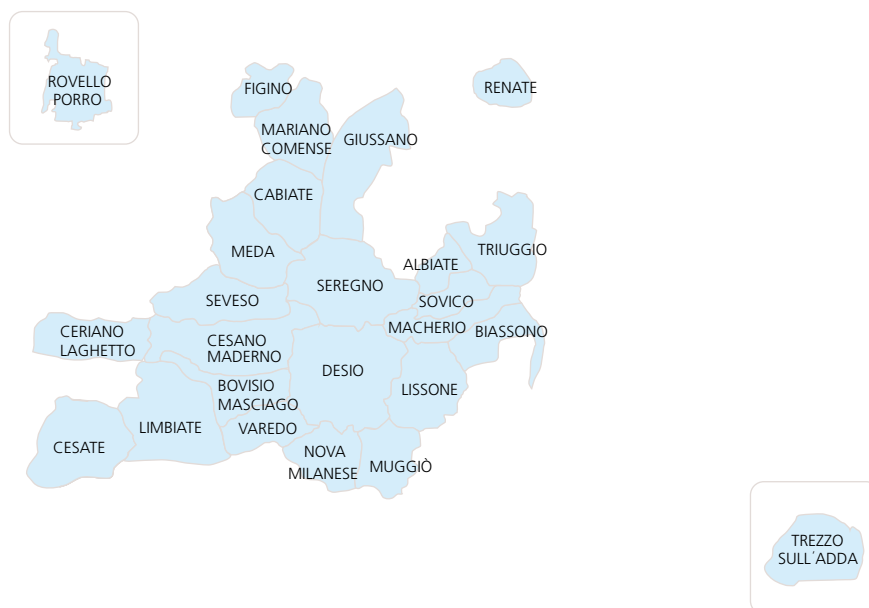 ROVELLO
PORRO
FIGINO
RENATE
MARIANO
COMENSE
GIUSSANO
CABIATE
MEDA
TRIUGGIO
ALBIATE
SEREGNO
SEVESO
SOVICO
CERIANO
LAGHETTO
CESANO
MADERNO
MACHERIO
BIASSONO
DESIO
BOVISIO
MASCIAGO
LISSONE
LIMBIATE
VAREDO
CESATE
NOVA
MILANESE
MUGGIÒ
TREZZO
SULL'ADDA